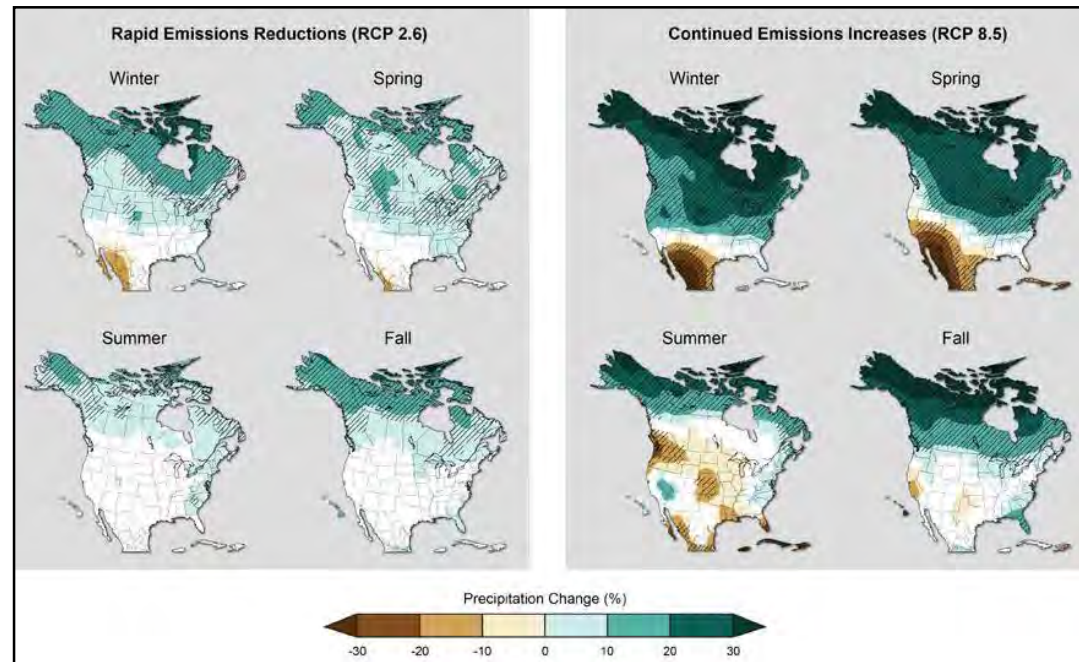 Rapid Emissions Reductions (RCP 2.6)
Winter
Spring
Summer
Fall
Continued Emissions Increases (RCP 8.5)
Winter
Spring
Summer
Fall
Precipitation Change (%)
-30 -20 -10 0 10 20 30